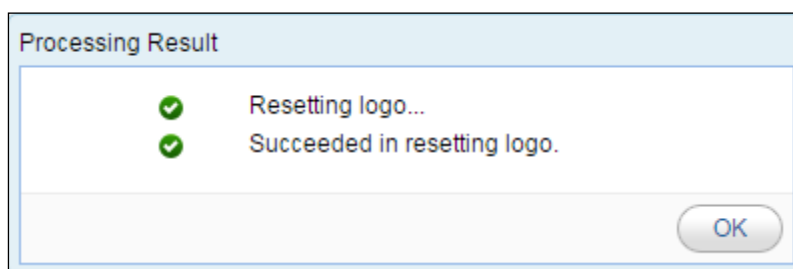 Processing Result
Resetting logo...
Succeeded in resetting logo.
OK